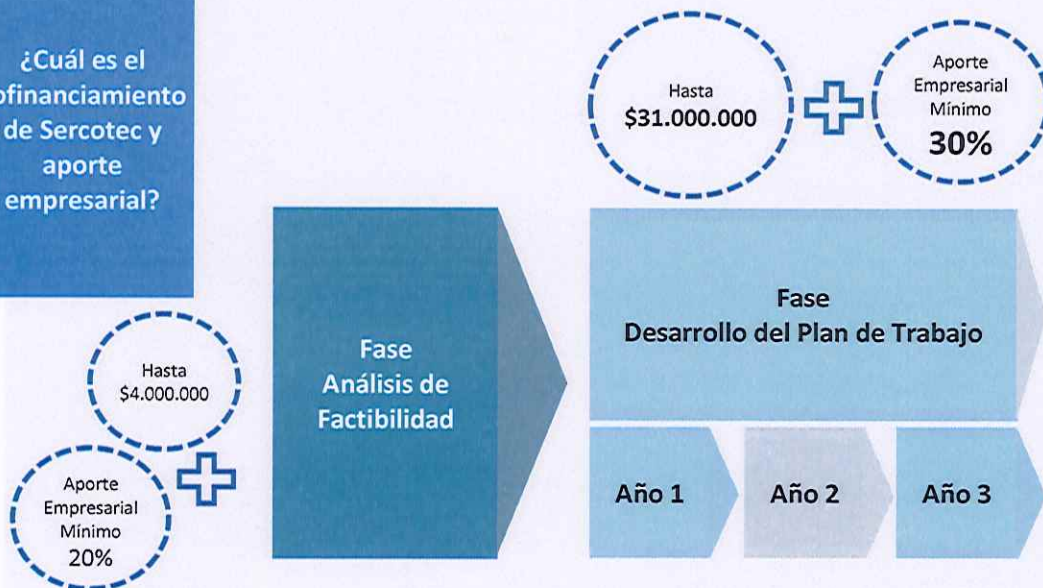 ¿Cuál es el
ofinanciamiento
de Sercotec y
aporte
empresarial?
Hasta
$31.000.000
Aporte
Empresarial
Mínimo
30%
Hasta
$4.000.000
Aporte
Empresarial
Mínimo
20%
Fase
Análisis de
Factibilidad
Fase
Desarrollo del Plan de Trabajo
Año 1
Año 2
Año 3